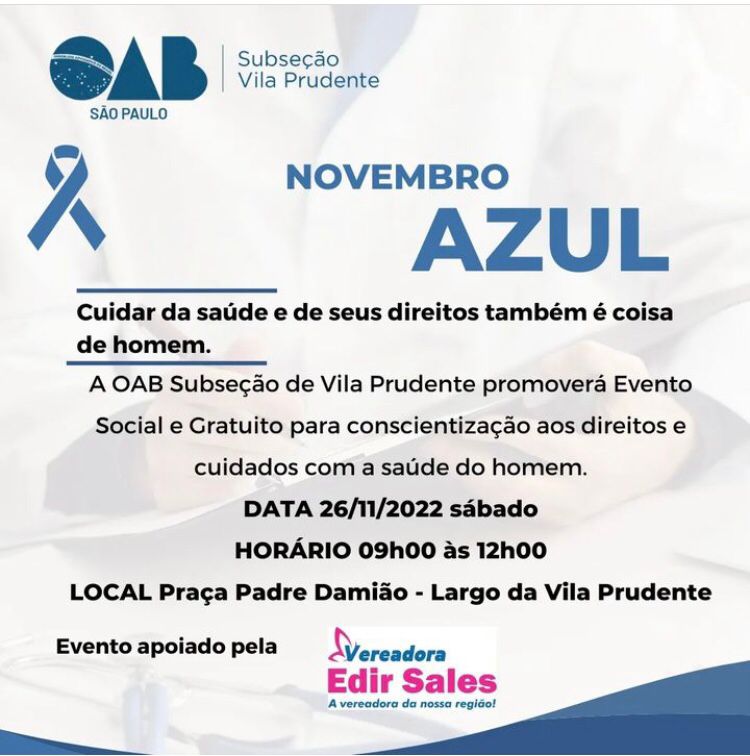 OAB
SÃO PAULO
Subseção
Vila Prudente
NOVEMBRO
AZUL
Cuidar da saúde e de seus direitos também é coisa
de homem.
A OAB Subseção de Vila Prudente promoverá Evento
Social e Gratuito para conscientização aos direitos e
cuidados com a saúde do homem.
DATA 26/11/2022 sábado
HORÁRIO 09h00 às 12h00
LOCAL Praça Padre Damião - Largo da Vila Prudente
Evento apoiado pela
Vereadora
Edir Sales
A vereadora da nossa região!